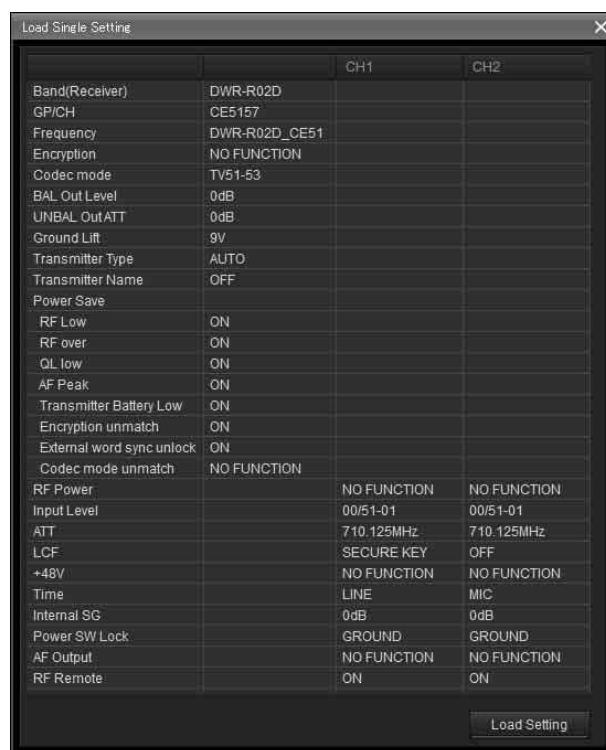 Load Single Setting
CH1 CH2
Band(Receiver) DWR-R02D
GP/CH CE5157
Frequency DWR-R02D_CE51
Encryption NO FUNCTION
Codec mode TV51-53
BAL Out Level 0dB
UNBAL Out ATT 0dB
Ground Lift 9V
Transmitter Type AUTO
Transmitter Name OFF
Power Save
RF Low ON
RF over ON
QL low ON
AF Peak ON
Transmitter Battery Low ON
Encryption unmatch ON
External word sync unlock ON
Codec mode unmatch NO FUNCTION
RF Power NO FUNCTION NO FUNCTION
Input Level 00/51-01 00/51-01
ATT 710.125MHz 710.125MHz
LCF SECURE KEY OFF
+48V NO FUNCTION NO FUNCTION
Time LINE MIC
Internal SG 0dB 0dB
Power SW Lock GROUND GROUND
AF Output NO FUNCTION NO FUNCTION
RF Remote ON ON
Load Setting